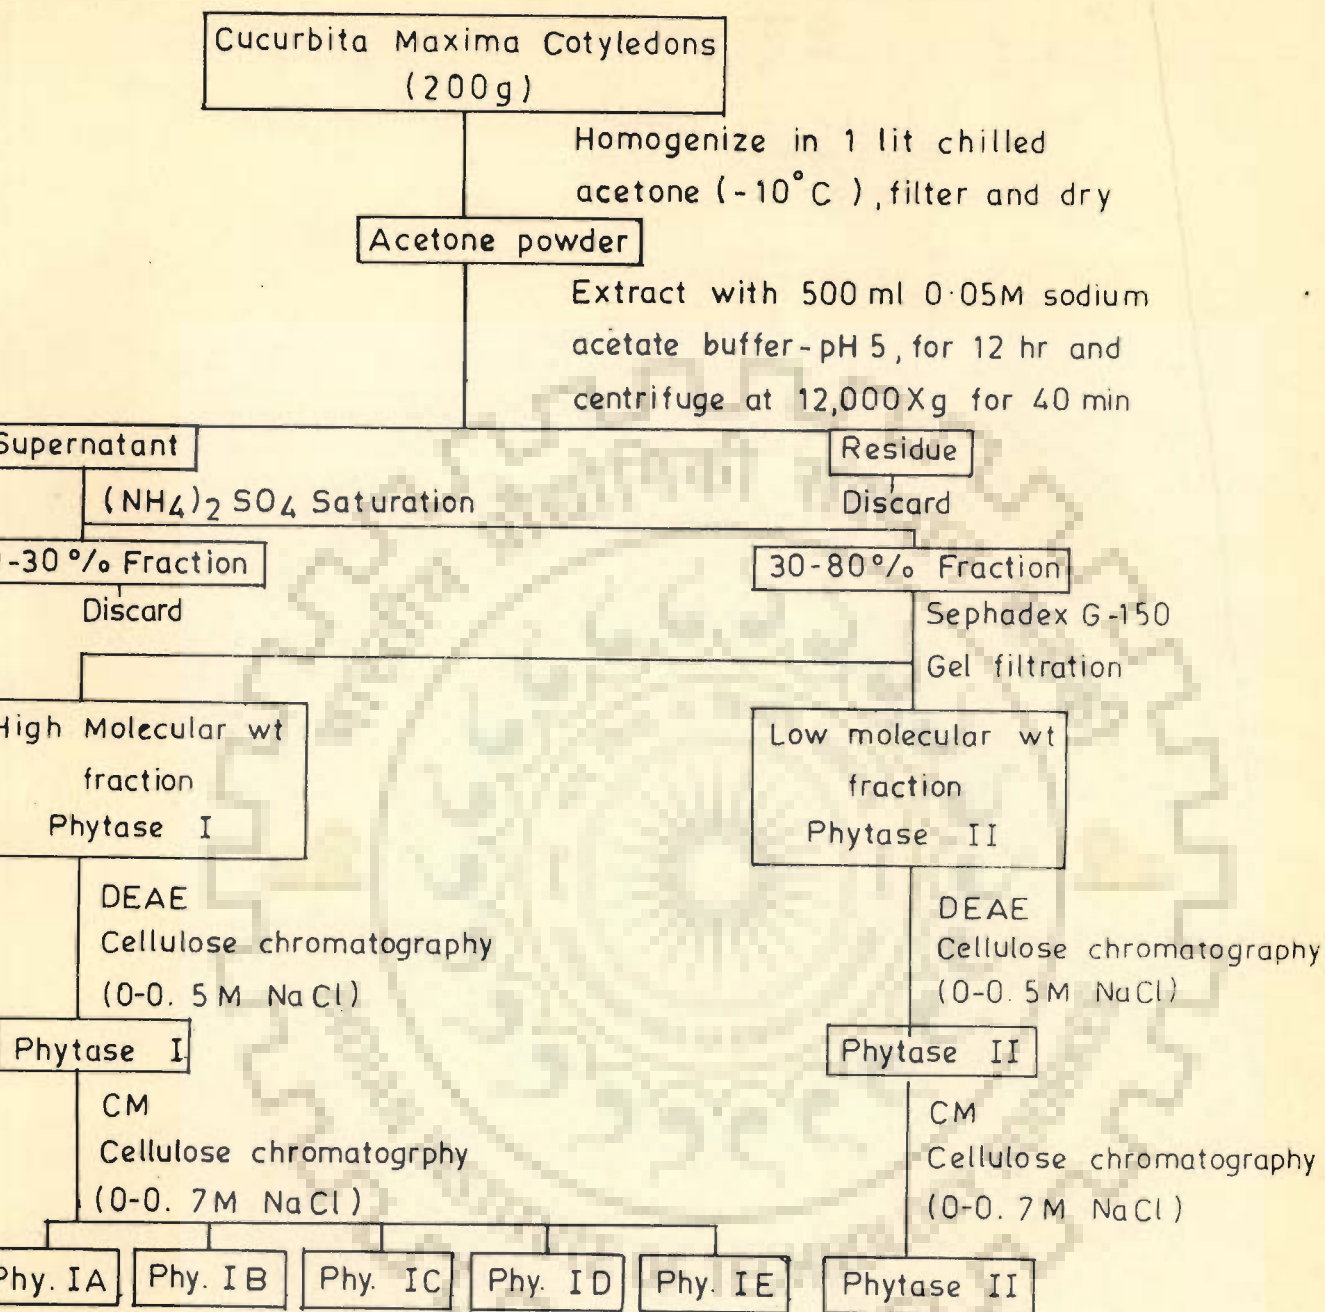 Cucurbita Maxima Cotyledons
(200g)
Homogenize in 1 lit chilled
acetone (-10°C ), filter and dry
Acetone powder
Extract with 500 ml 0·05M sodium
acetate buffer-pH 5, for 12 hr and
centrifuge at 12,000Xg for 40 min
Supernatant
Residue
(NH4)2 SO4 Saturation
Discard
-30 % Fraction
30-80% Fraction
Discard
Sephadex G-150
Gel filtration
High Molecular wt
fraction
Phytase I
Low molecular wt
fraction
Phytase II
DEAE
Cellulose chromatography
(0-0. 5 M NaCl)
DEAE
Cellulose chromatography
(0-0. 5M NaCl)
Phytase I
Phytase II
CM
Cellulose chromatogrphy
(0-0. 7M NaCl)
CM
Cellulose chromatography
(0-0. 7M NaCl)
Phy. IA
Phy. IB
Phy. IC
Phy. ID
Phy. IE
Phytase II